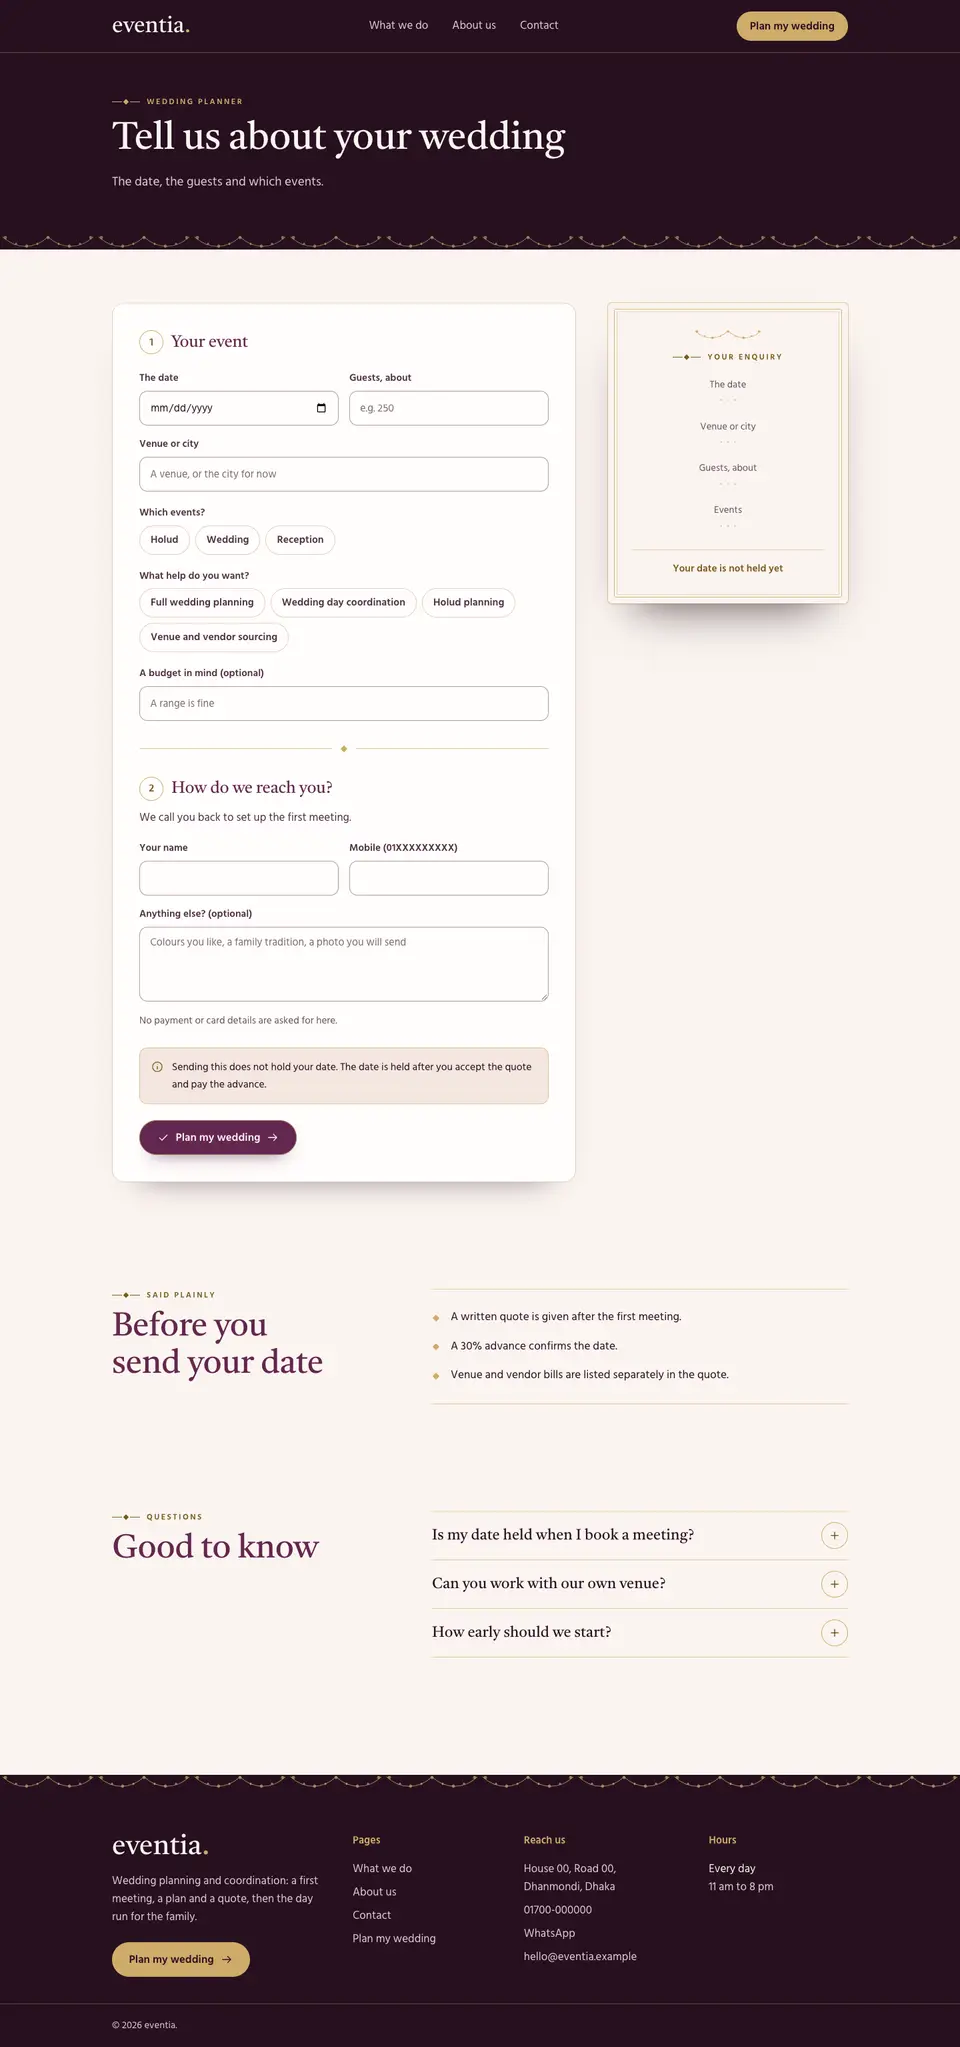 eventia.
What we do
About us
Contact
Plan my wedding
WEDDING PLANNER
Tell us about your wedding
The date, the guests and which events.
1
Your event
The date
Guests, about
mm/dd/yyyy
e.g. 250
Venue or city
A venue, or the city for now
Which events?
Holud
Wedding
Reception
What help do you want?
Full wedding planning
Wedding day coordination
Holud planning
Venue and vendor sourcing
A budget in mind (optional)
A range is fine
2
How do we reach you?
We call you back to set up the first meeting.
Your name
Mobile (01XXXXXXXXX)
Anything else? (optional)
Colours you like, a family tradition, a photo you will send
No payment or card details are asked for here.
Sending this does not hold your date. The date is held after you accept the quote
and pay the advance.
Plan my wedding
YOUR ENQUIRY
The date
. . .
Venue or city
. . .
Guests, about
. . .
Events
. . .
Your date is not held yet
SAID PLAINLY
Before you
send your date
A written quote is given after the first meeting.
A 30% advance confirms the date.
Venue and vendor bills are listed separately in the quote.
QUESTIONS
Good to know
Is my date held when I book a meeting?
Can you work with our own venue?
How early should we start?
eventia.
Wedding planning and coordination: a first
meeting, a plan and a quote, then the day
run for the family.
Plan my wedding
Pages
What we do
About us
Contact
Plan my wedding
Reach us
House 00, Road 00,
Dhanmondi, Dhaka
01700-000000
WhatsApp
hello@eventia.example
Hours
Every day
11 am to 8 pm
© 2026 eventia.